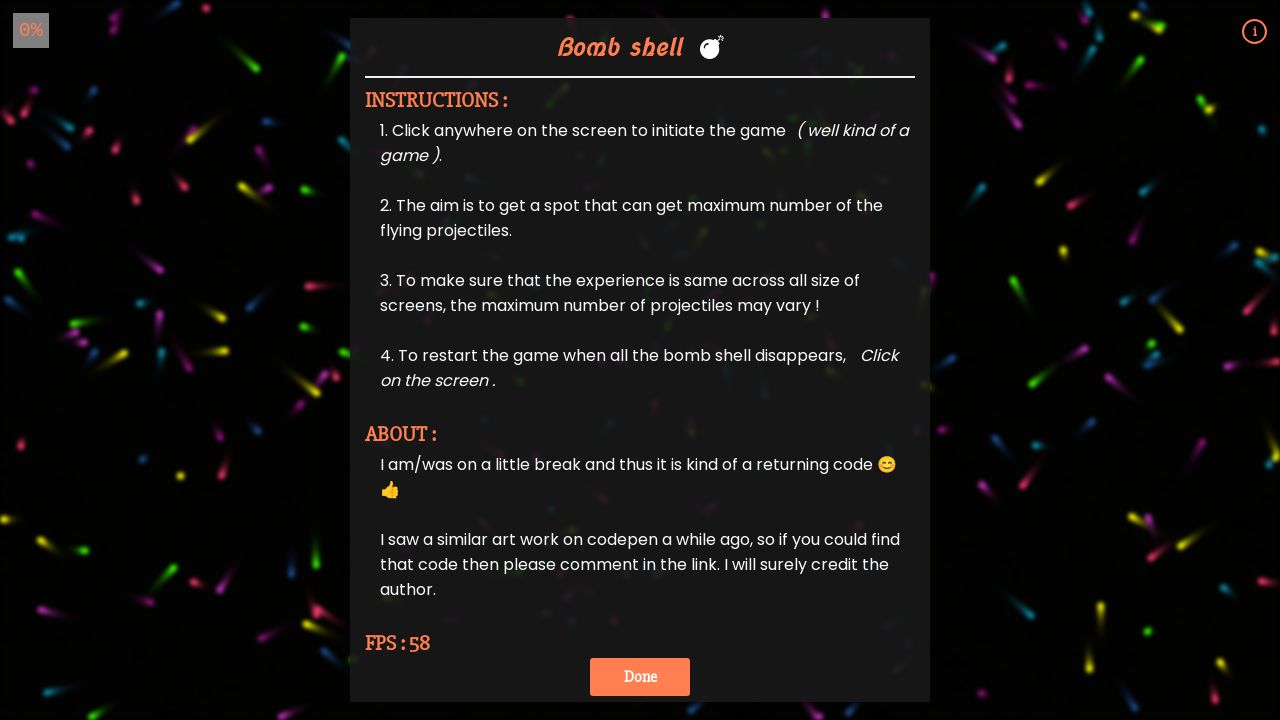 0%
i
Bomb shell 💣
INSTRUCTIONS :
1. Click anywhere on the screen to initiate the game ( well kind of a
game ).
2. The aim is to get a spot that can get maximum number of the
flying projectiles.
3. To make sure that the experience is same across all size of
screens, the maximum number of projectiles may vary !
4. To restart the game when all the bomb shell disappears, Click
on the screen .
ABOUT :
I am/was on a little break and thus it is kind of a returning code 😊
👍
I saw a similar art work on codepen a while ago, so if you could find
that code then please comment in the link. I will surely credit the
author.
FPS : 58
Done